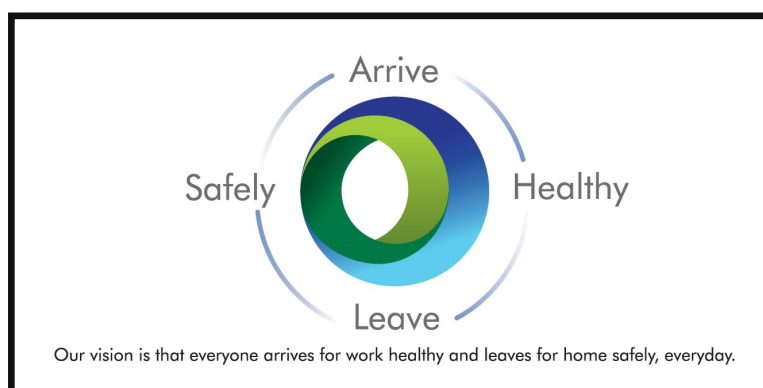 Arrive
Safely Healthy
Leave
Our vision is that everyone arrives for work healthy and leaves for home safely, everyday.